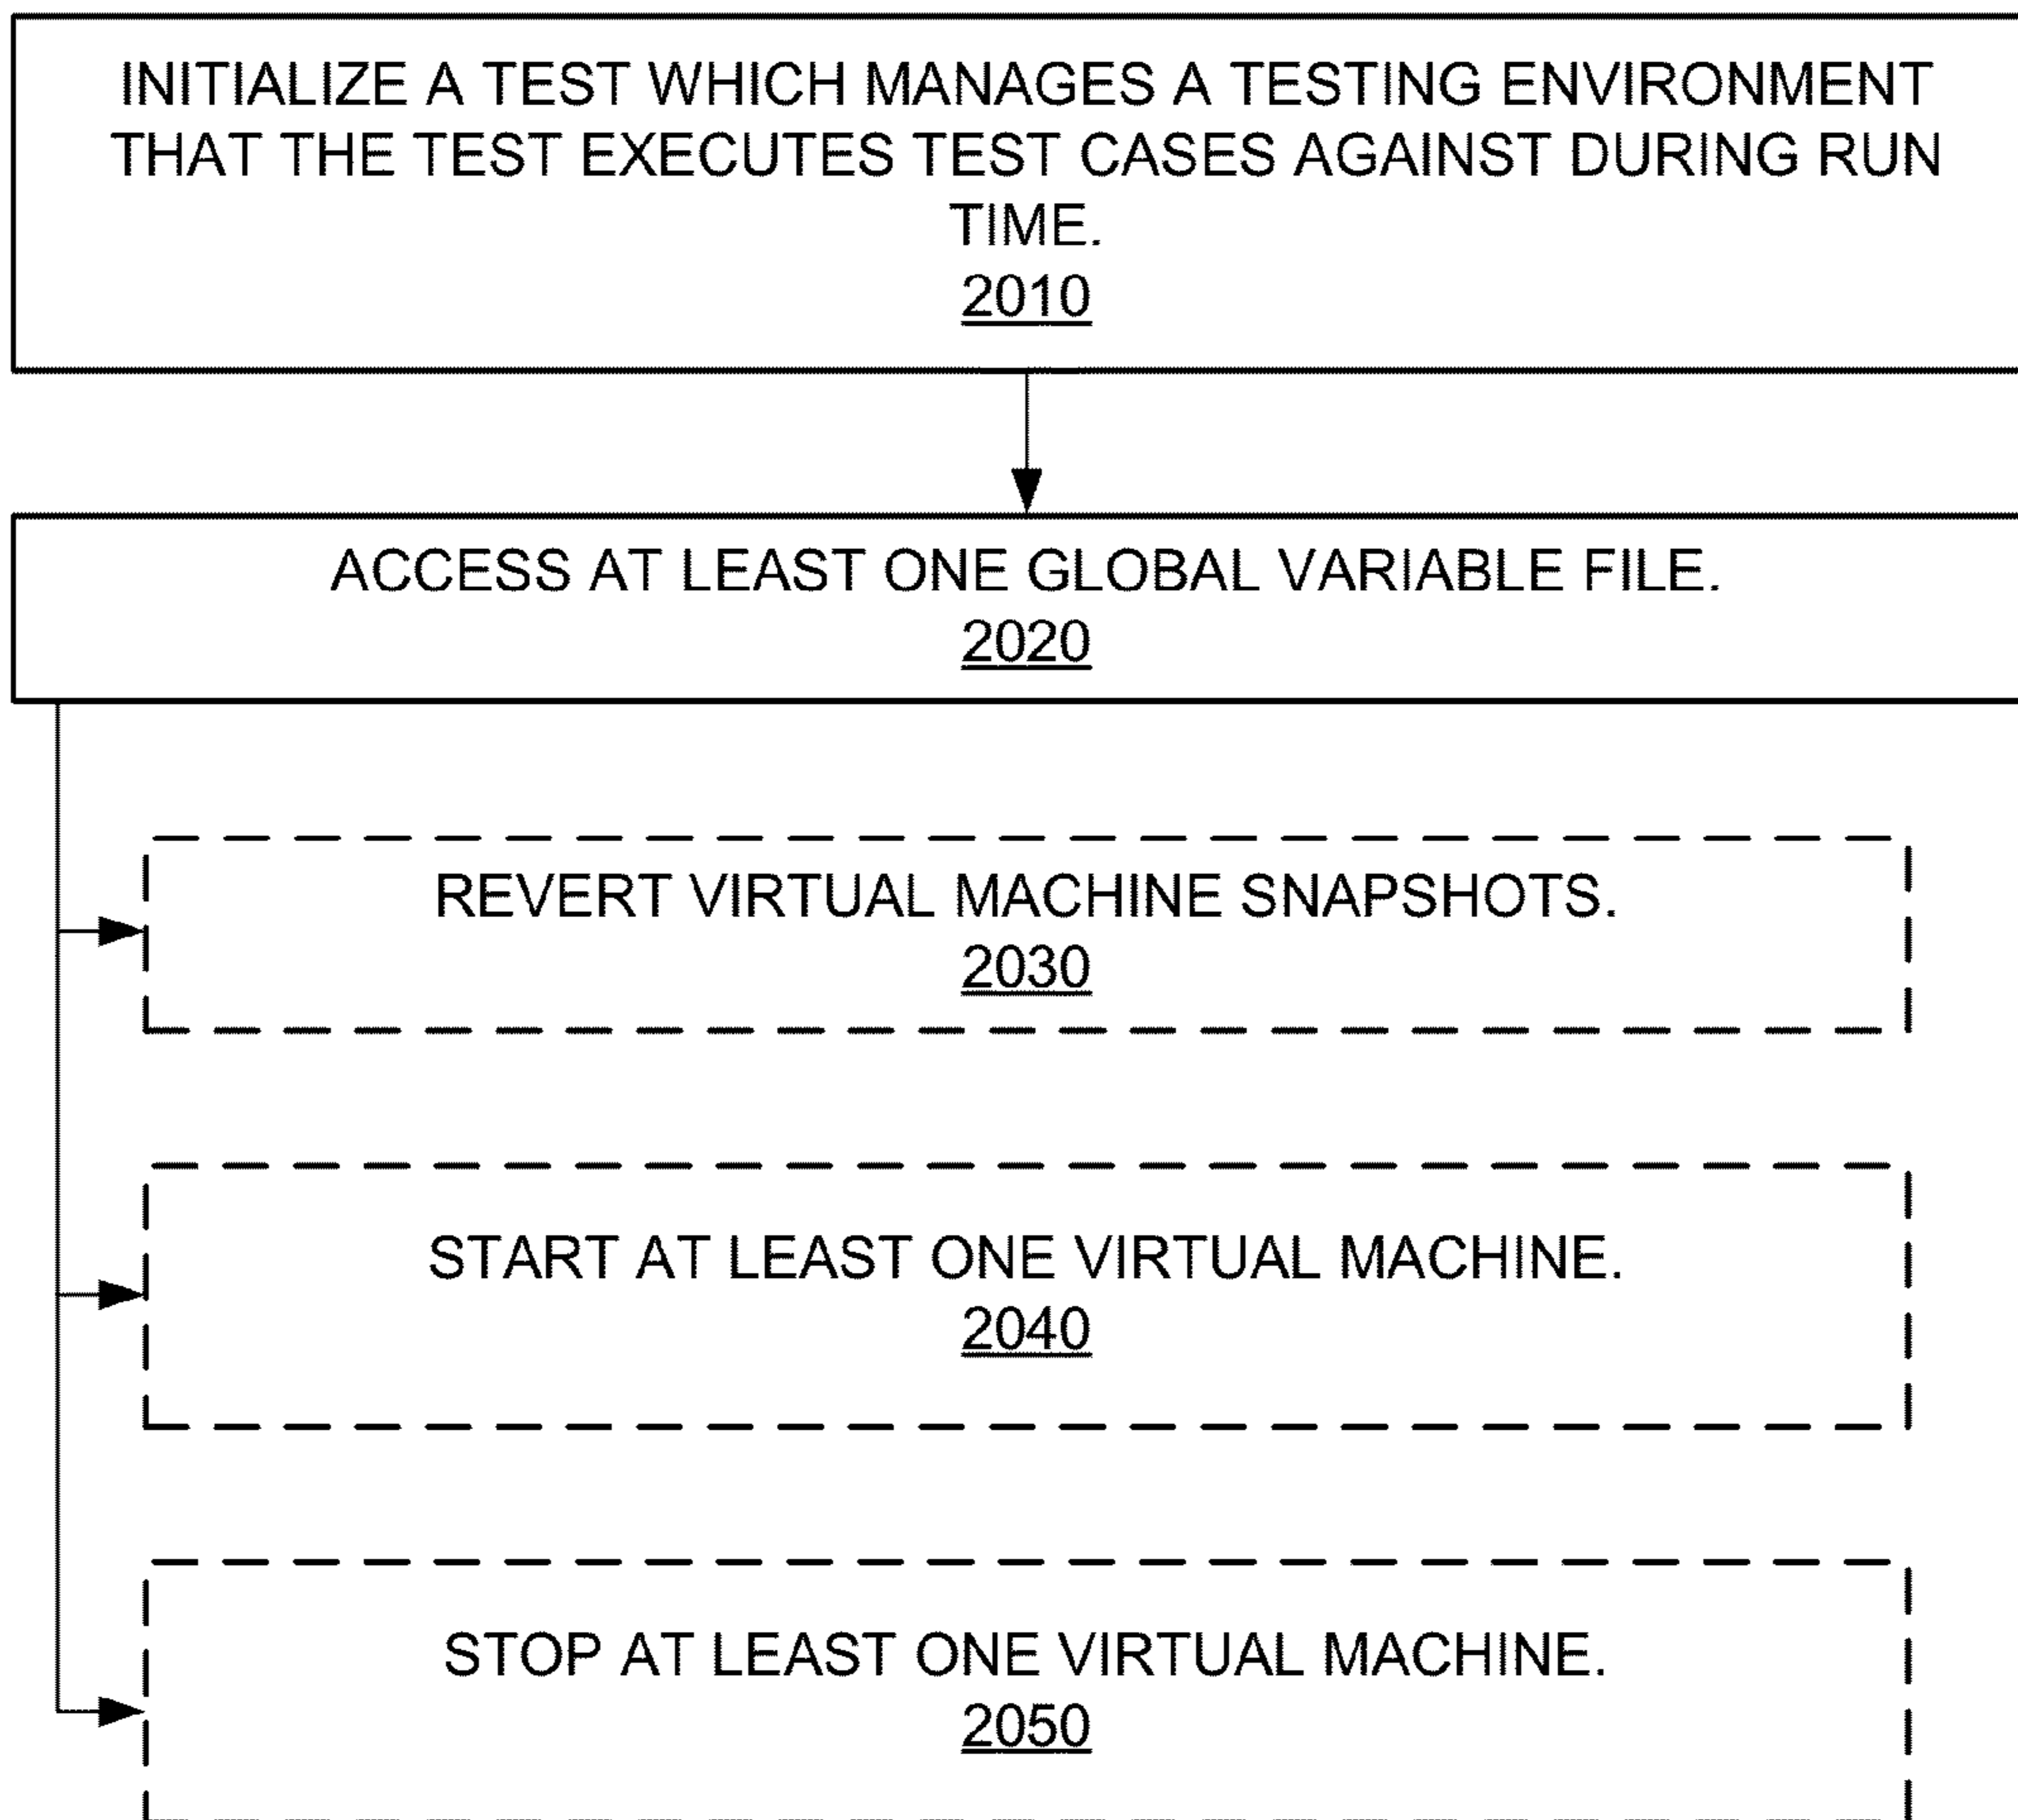 INITIALIZE A TEST WHICH MANAGES A TESTING ENVIRONMENT
THAT THE TEST EXECUTES TEST CASES AGAINST DURING RUN
TIME.
2010
ACCESS AT LEAST ONE GLOBAL VARIABLE FILE.
2020
REVERT VIRTUAL MACHINE SNAPSHOTS.
2030
START AT LEAST ONE VIRTUAL MACHINE.
2040
STOP AT LEAST ONE VIRTUAL MACHINE.
2050